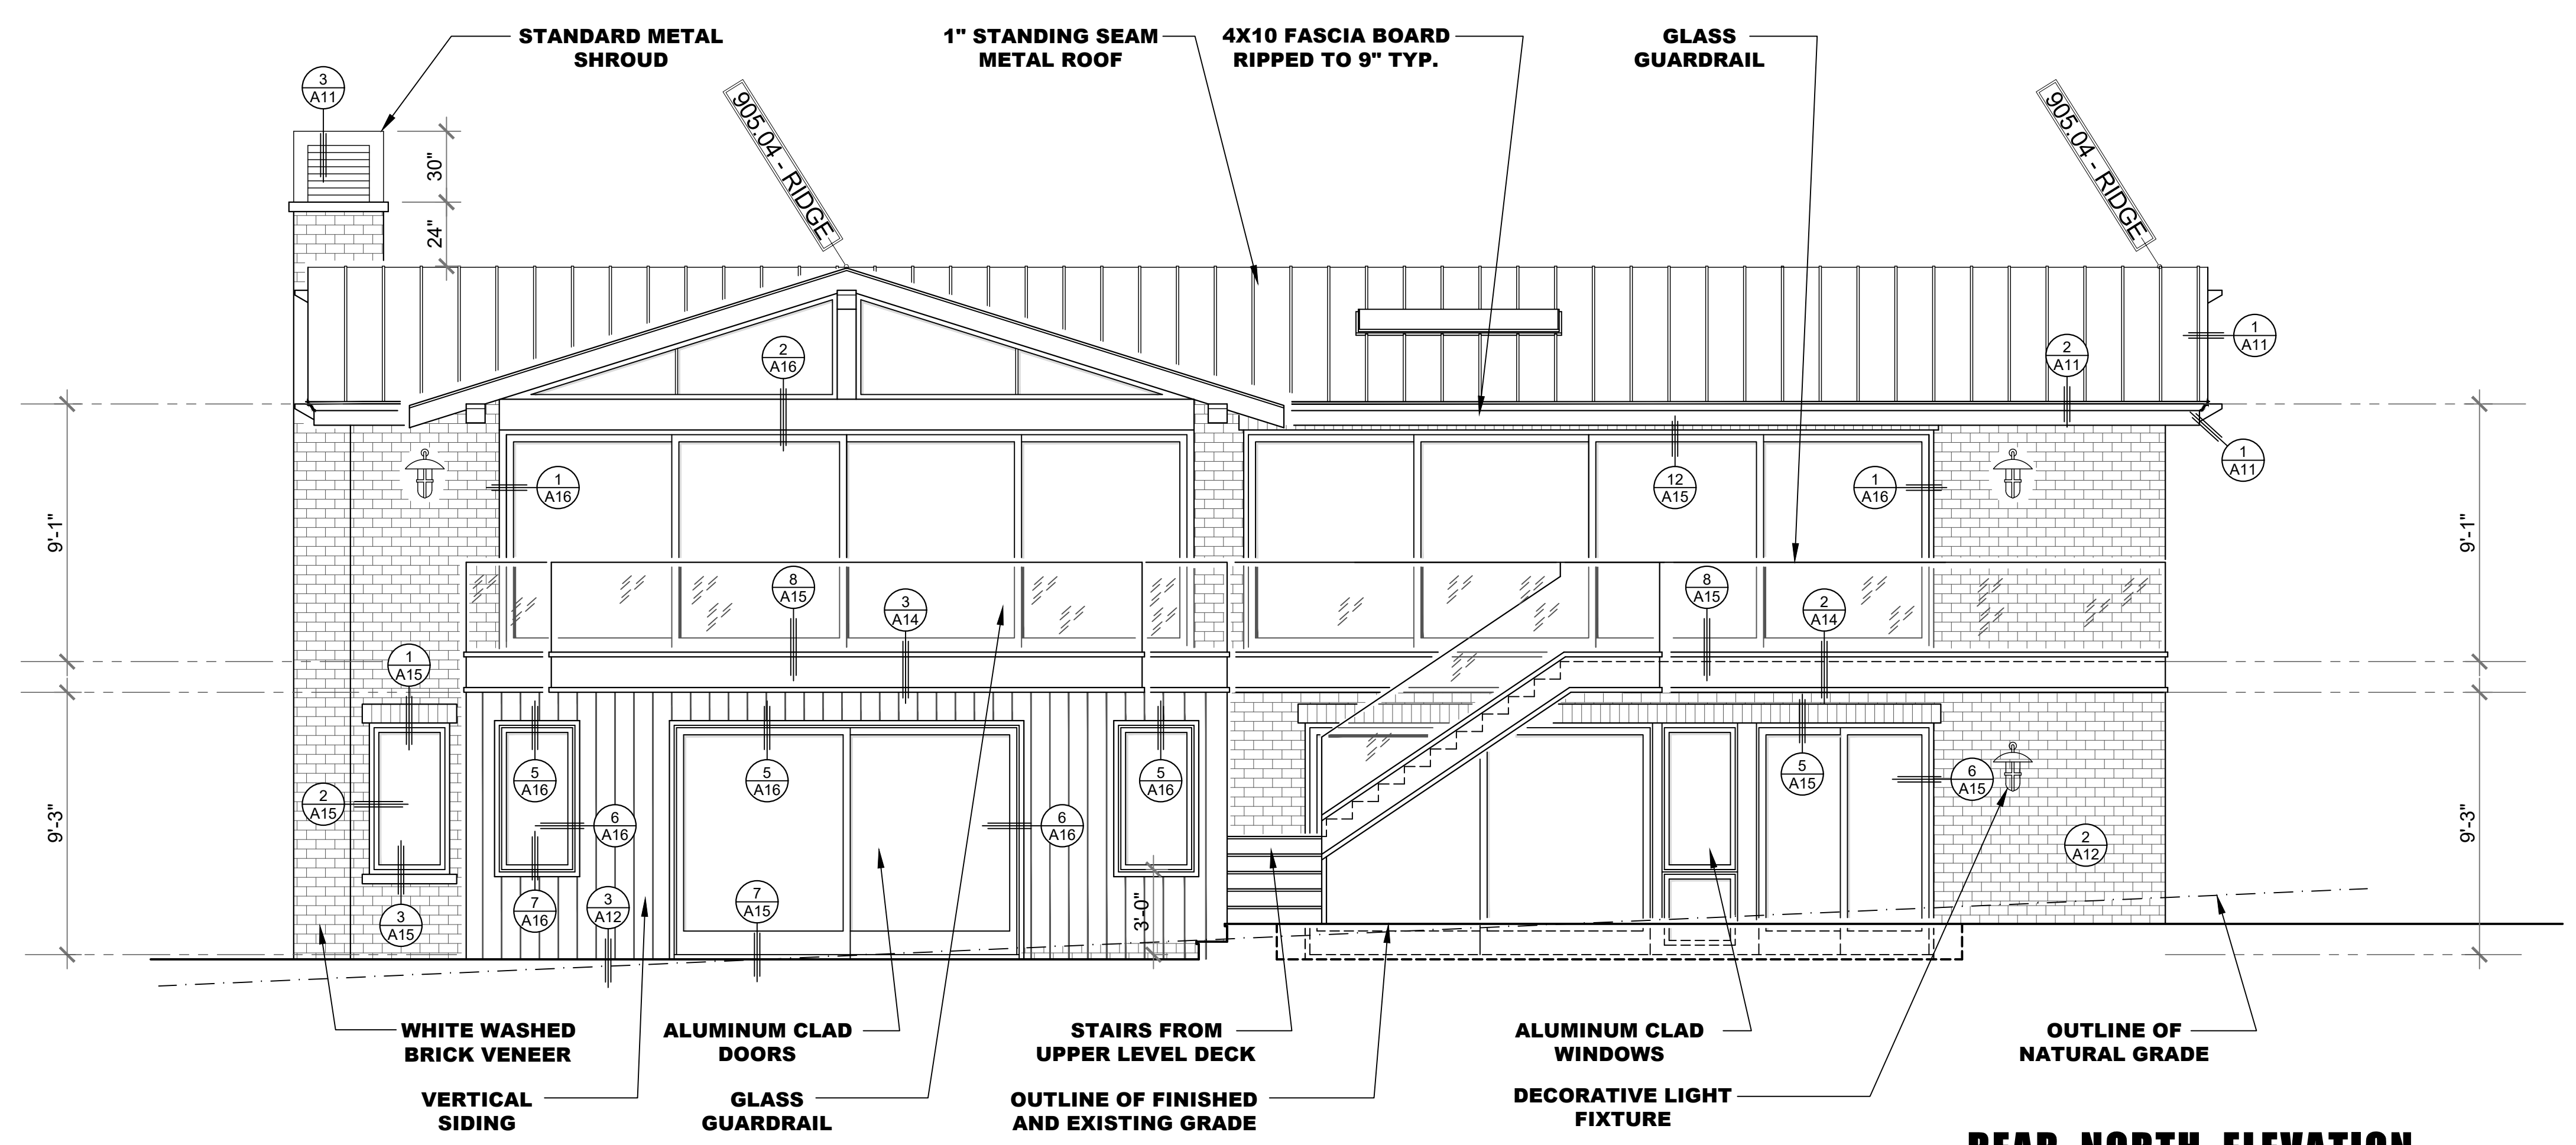 STANDARD METAL
SHROUD
1" STANDING SEAM
METAL ROOF
4X10 FASCIA BOARD
RIPPED TO 9" TYP.
GLASS
GUARDRAIL
3
A11
905.04 - RIDGE
905.04 - RIDGE
30"
24"
1
A11
2
A16
2
A11
1
A11
1
A16
12
A15
1
A16
9'-1"
9'-1"
8
A15
3
A14
8
A15
2
A14
1
A15
5
A16
5
A16
5
A16
5
A15
6
A15
2
A15
6
A16
6
A16
9'-3"
9'-3"
2
A12
3
A15
7
A16
3
A12
7
A15
3'-0"
WHITE WASHED
BRICK VENEER
ALUMINUM CLAD
DOORS
STAIRS FROM
UPPER LEVEL DECK
ALUMINUM CLAD
WINDOWS
OUTLINE OF
NATURAL GRADE
VERTICAL
SIDING
GLASS
GUARDRAIL
OUTLINE OF FINISHED
AND EXISTING GRADE
DECORATIVE LIGHT
FIXTURE
REAR NORTH ELEVATION